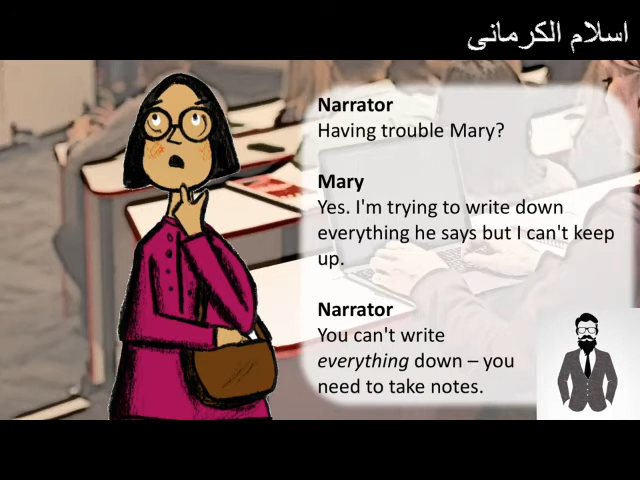 اسلام الكرمانى
Narrator
Having trouble Mary?
Mary
Yes. I'm trying to write down
everything he says but I can't keep
up.
Narrator
You can't write
everything down – you
need to take notes.